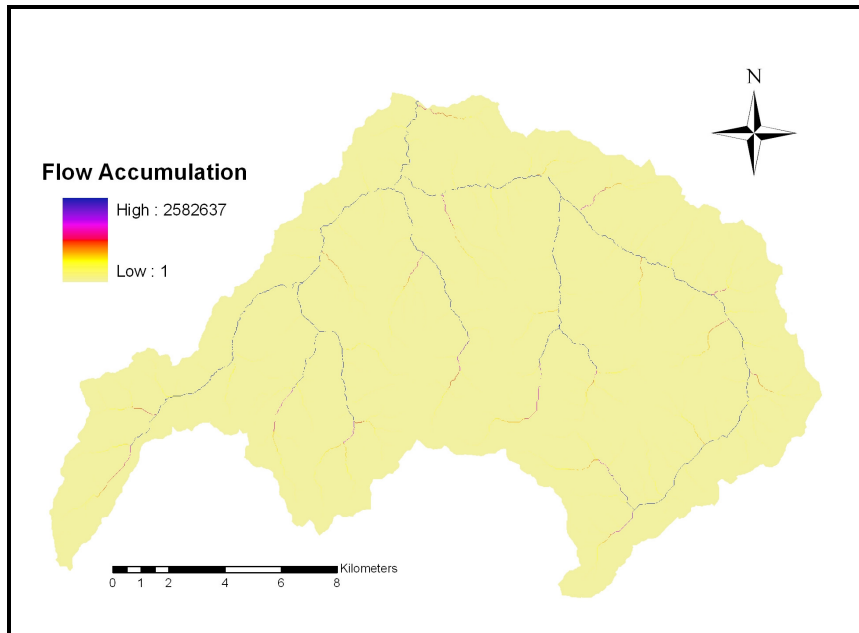 N
Flow Accumulation
High : 2582637
Low : 1
Kilometers
0 1 2 4 6 8